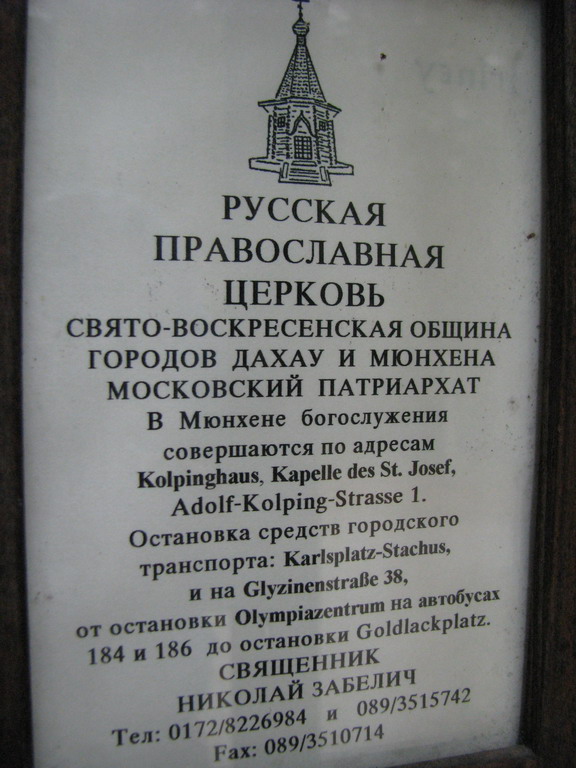 РУССКАЯ
ПРАВОСЛАВНАЯ
ЦЕРКОВЬ
СВЯТО-ВОСКРЕСЕНСКАЯ ОБЩИНА
ГОРОДОВ ДАХАУ И МЮНХЕНА
МОСКОВСКИЙ ПАТРИАРХАТ
В Мюнхене богослужения
совершаются по адресам
Kolpinghaus, Kapelle des St. Josef,
Adolf-Kolping-Strasse 1.
Остановка средств городского
транспорта: Karlsplatz-Stachus,
и на Glyzinenstraße 38,
от остановки Olympiazentrum на автобусах
184 и 186 до остановки Goldlackplatz.
СВЯЩЕННИК
НИКОЛАЙ ЗАБЕЛИЧ
Тел: 0172/8226984 и 089/3515742
Fax: 089/3510714